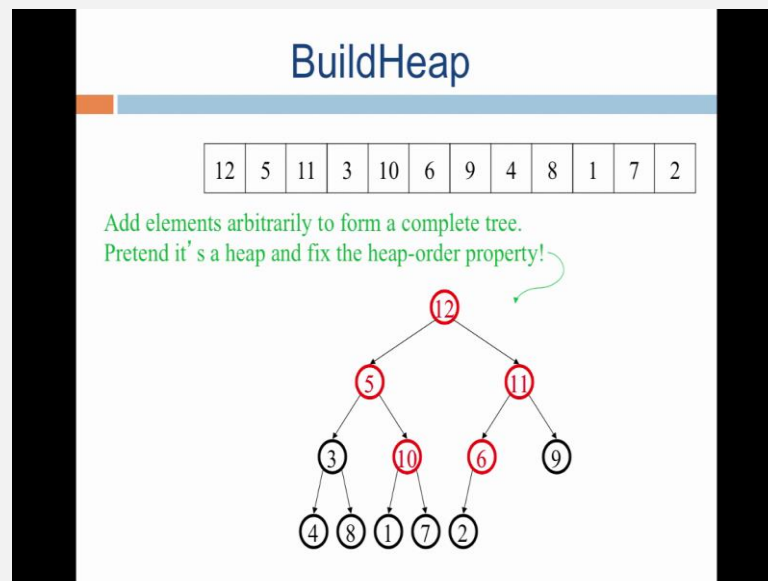 BuildHeap
12 5 11 3 10 6 9 4 8 1 7 2
Add elements arbitrarily to form a complete tree.
Pretend it's a heap and fix the heap-order property!
12
5 11
3 10 6 9
4 8 1 7 2